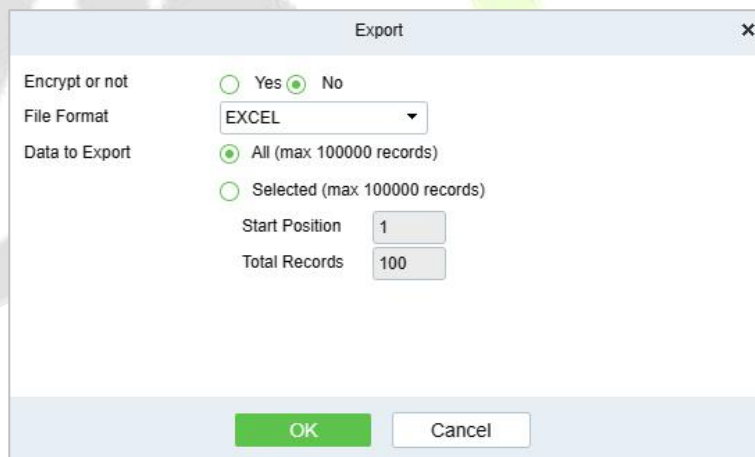 Export
Encrypt or not Yes No
File Format EXCEL
Data to Export All (max 100000 records)
Selected (max 100000 records)
Start Position 1
Total Records 100
OK Cancel